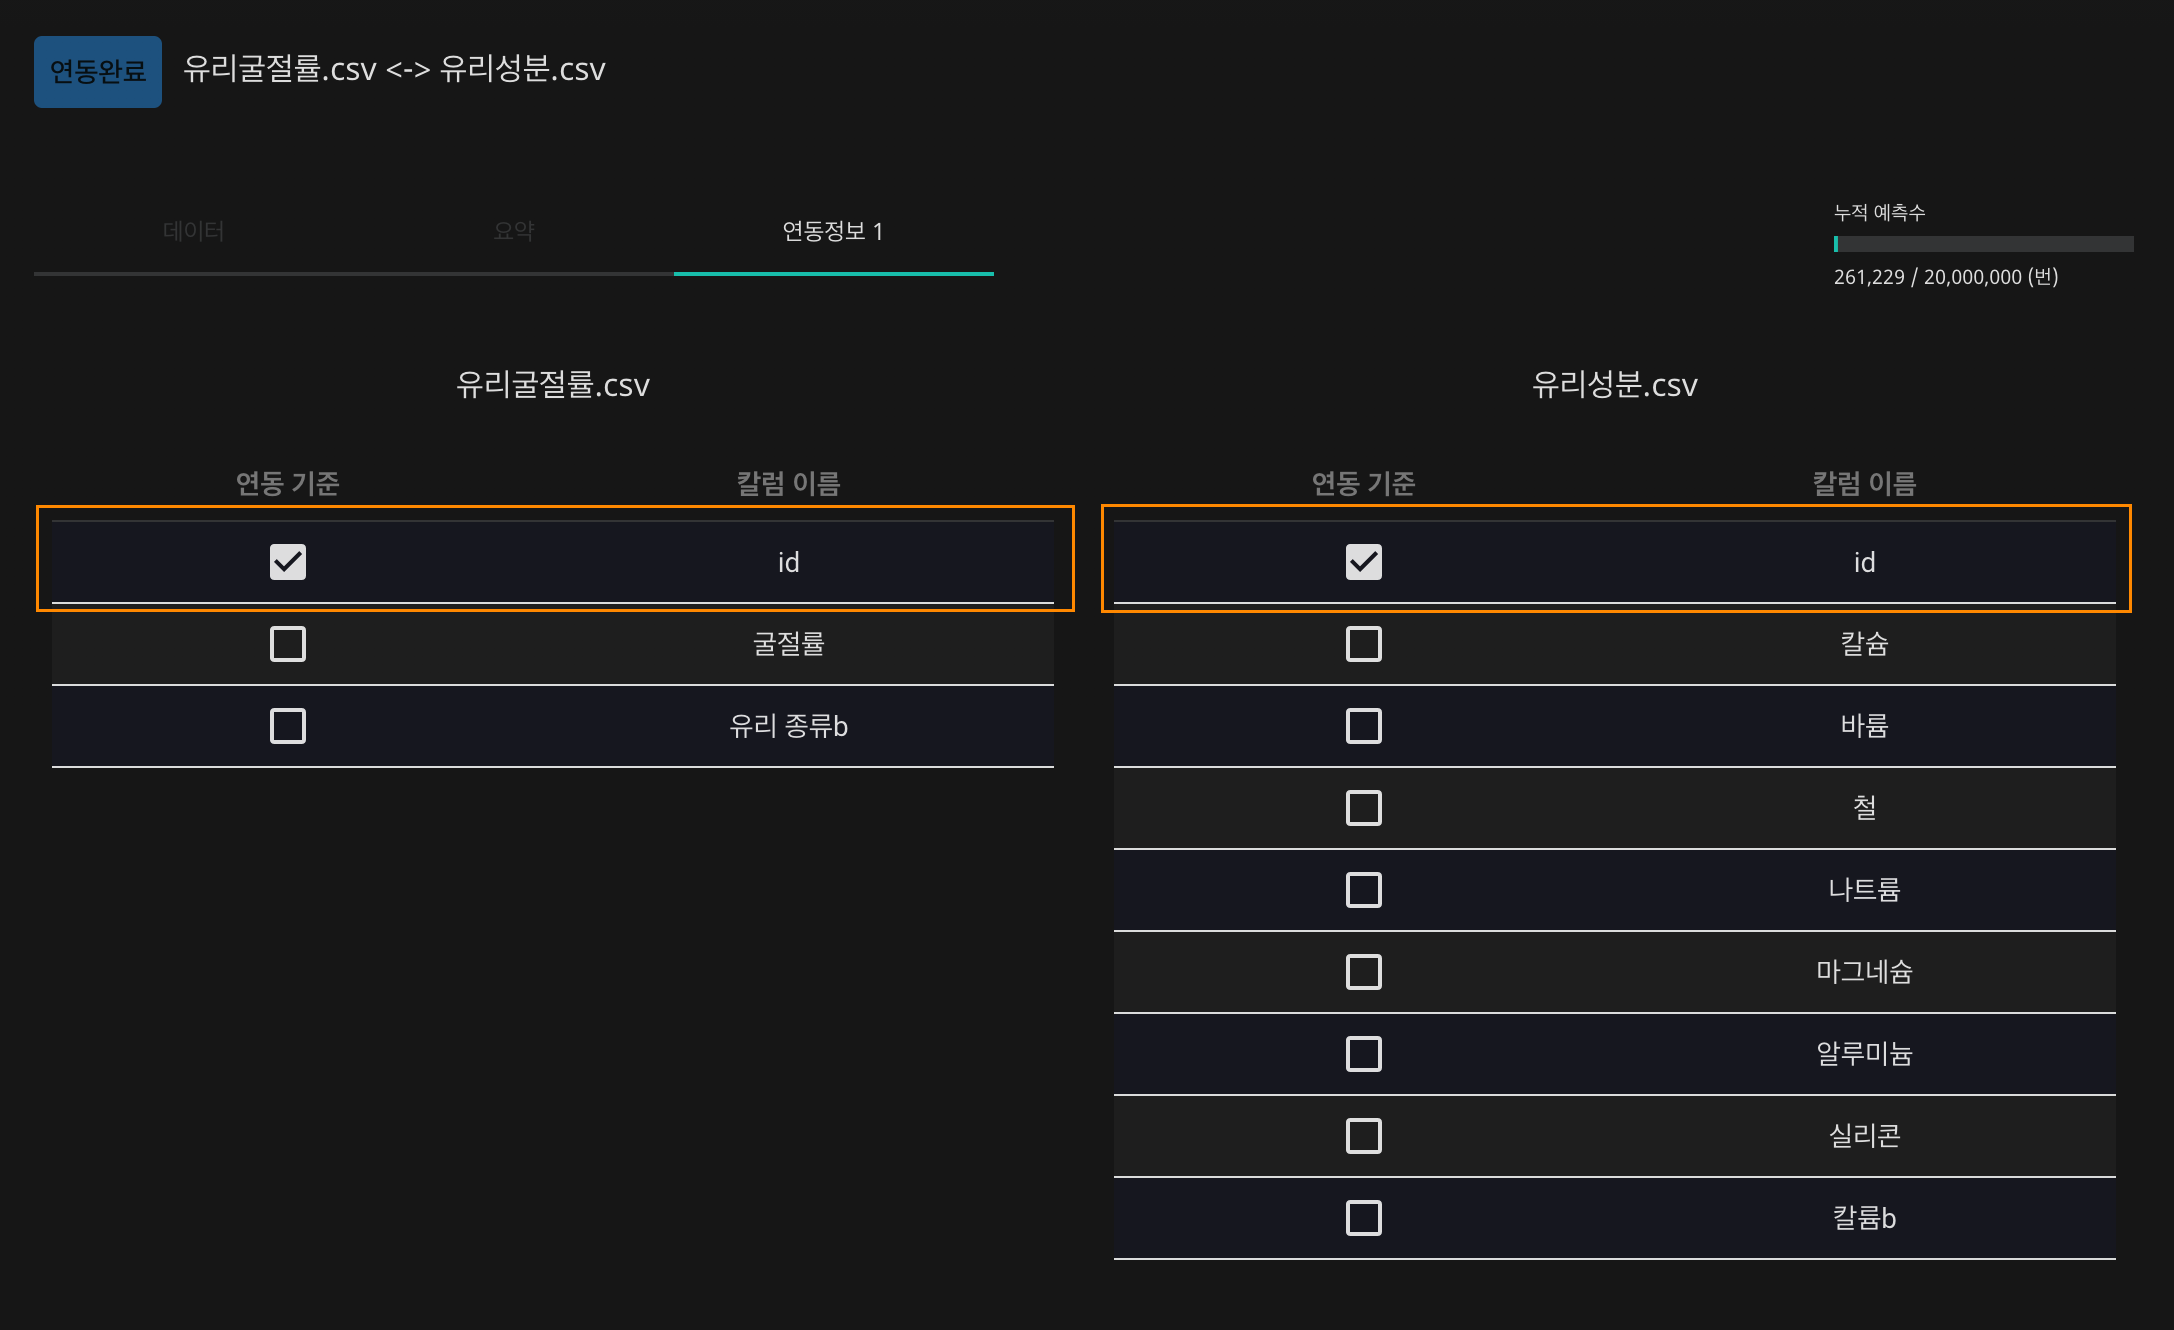 연동완료 유리굴절률.csv <-> 유리성분.csv
데이터 요약 연동정보 1
누적 예측수
261,229 / 20,000,000 (번)
유리굴절률.csv
연동 기준 칼럼 이름
id
굴절률
유리 종류b
유리성분.csv
연동 기준 칼럼 이름
id
칼슘
바륨
철
나트륨
마그네슘
알루미늄
실리콘
칼륨b